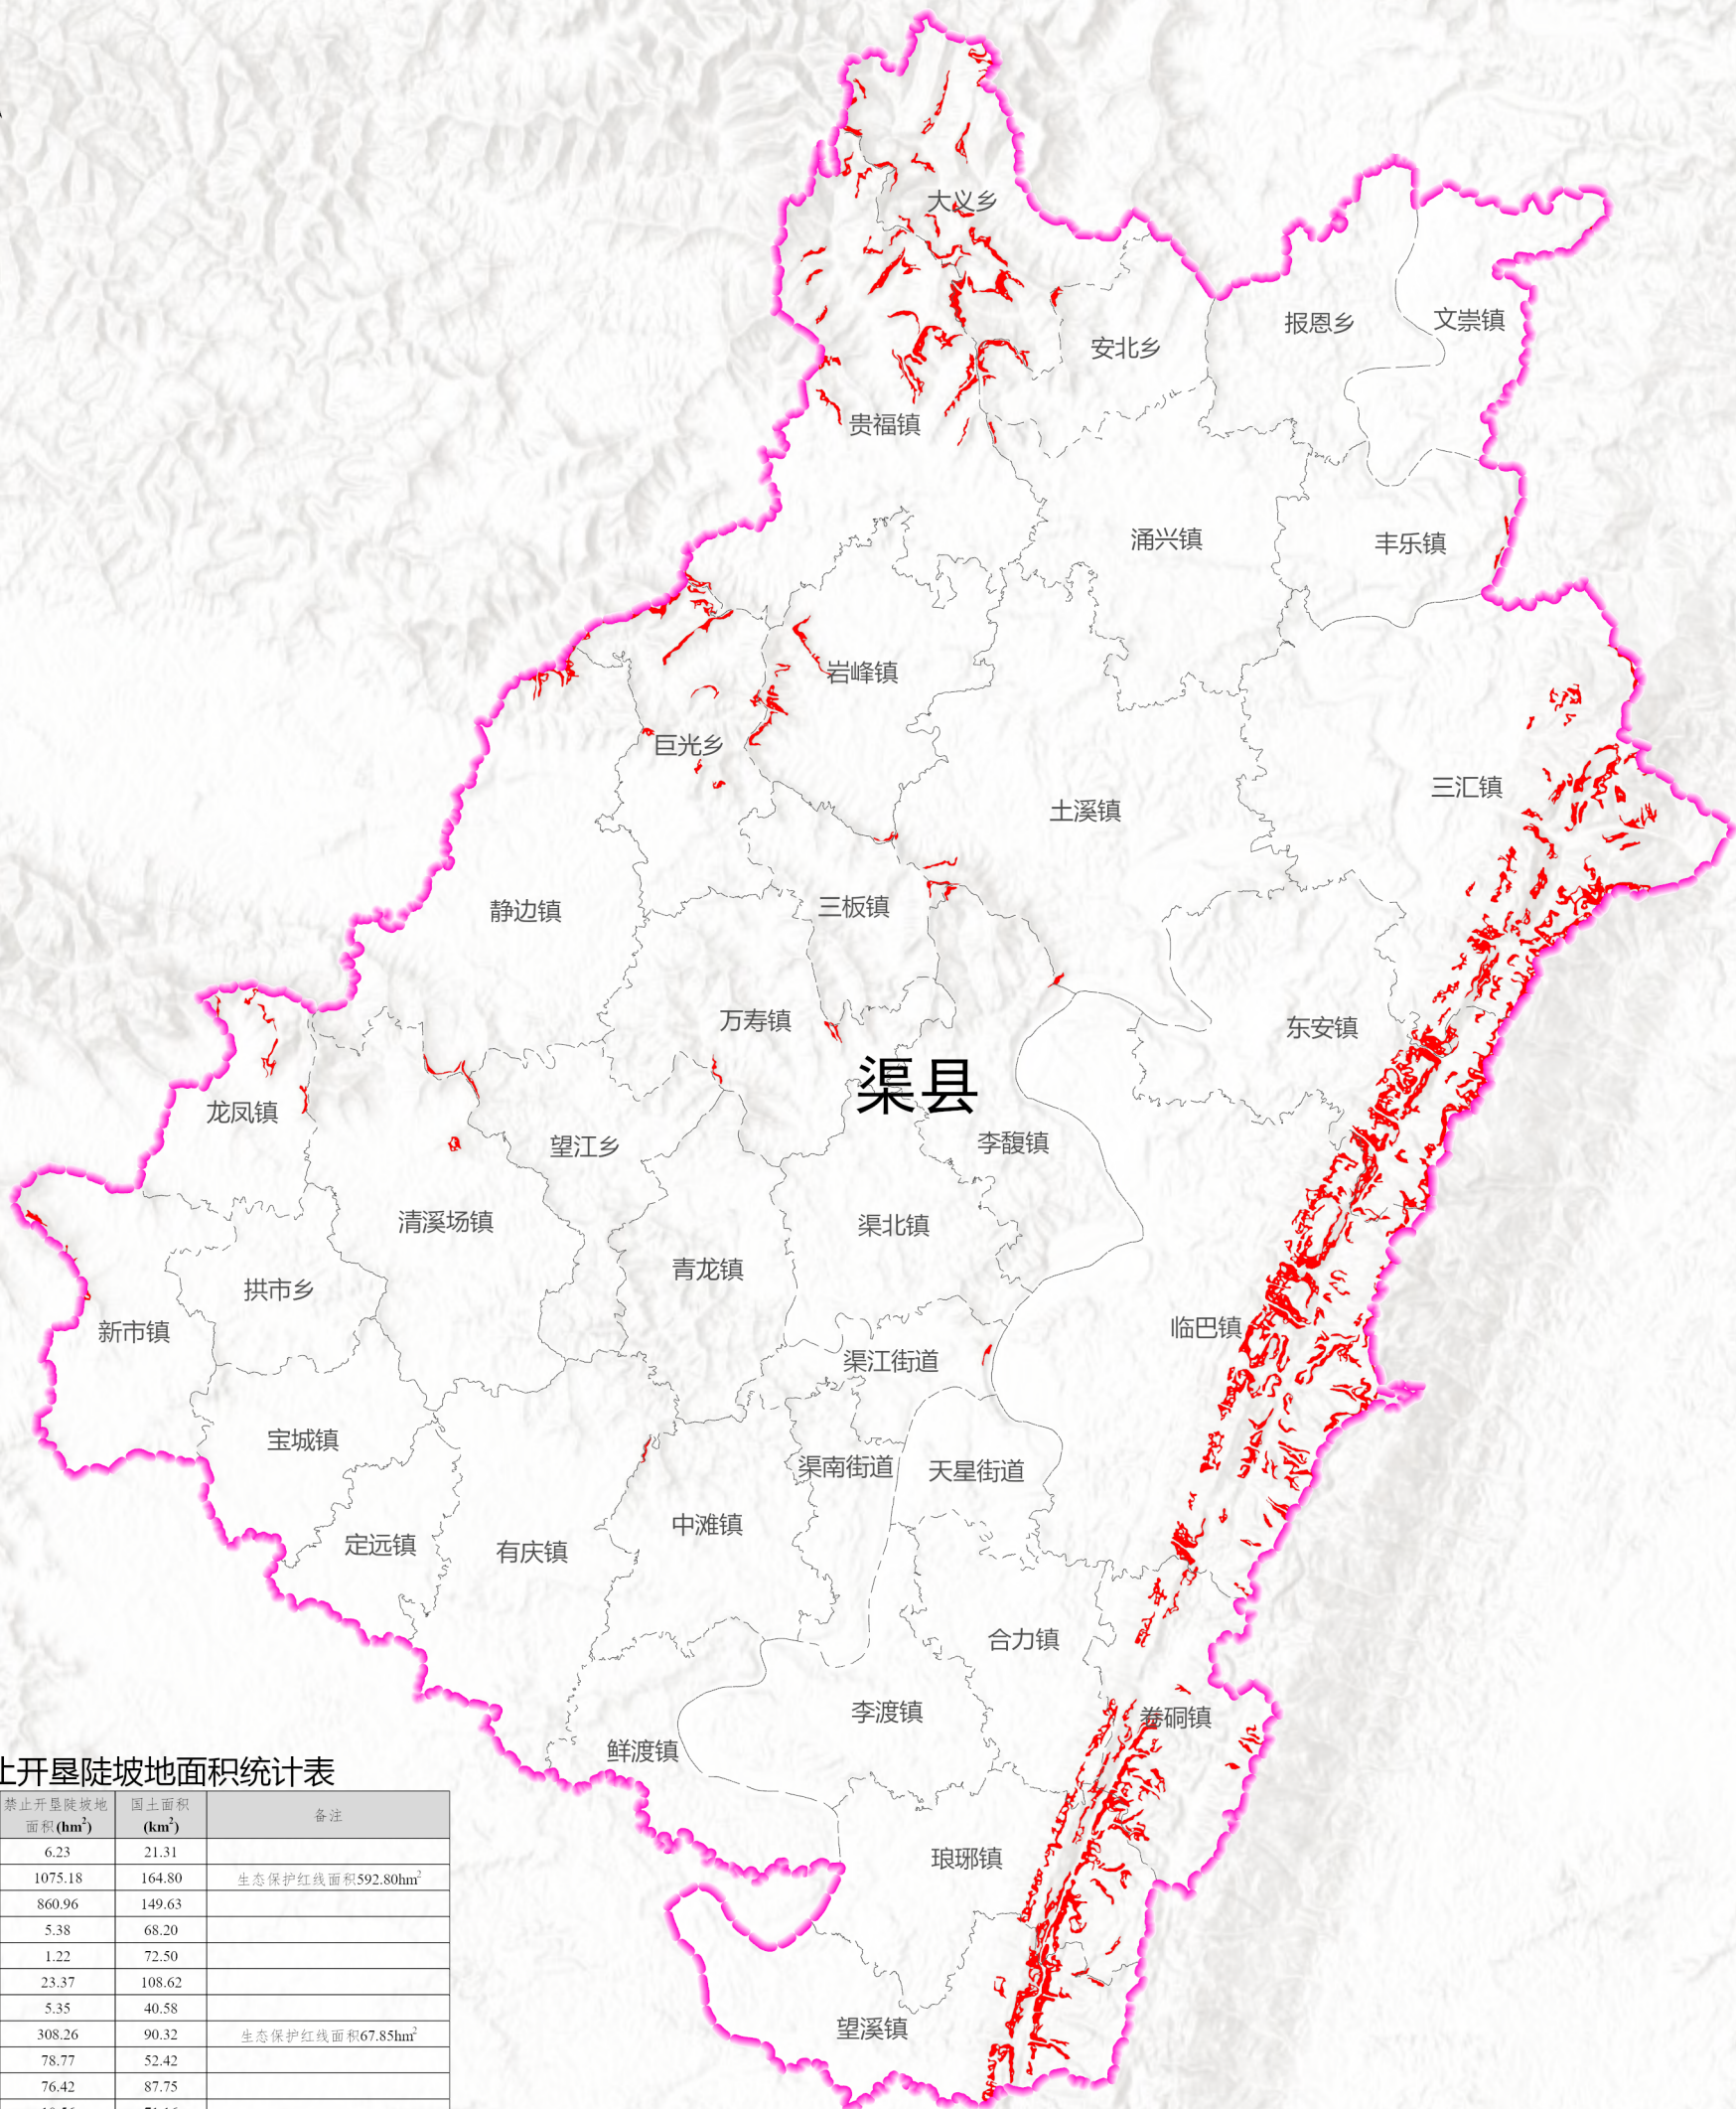 大义乡
报恩乡
文崇镇
安北乡
贵福镇
涌兴镇
丰乐镇
岩峰镇
巨光乡
三汇镇
土溪镇
静边镇
三板镇
万寿镇
东安镇
渠县
龙凤镇
望江乡
李馥镇
清溪场镇
渠北镇
青龙镇
拱市乡
新市镇
临巴镇
渠江街道
宝城镇
渠南街道
天星街道
定远镇
有庆镇
中滩镇
合力镇
李渡镇
卷硐镇
鲜渡镇
琅琊镇
望溪镇
止开垦陡坡地面积统计表
禁止开垦陡坡地面积(hm²) 国土面积(km²) 备注
6.23 21.31
1075.18 164.80 生态保护红线面积592.80hm²
860.96 149.63
5.38 68.20
1.22 72.50
23.37 108.62
5.35 40.58
308.26 90.32 生态保护红线面积67.85hm²
78.77 52.42
76.42 87.75